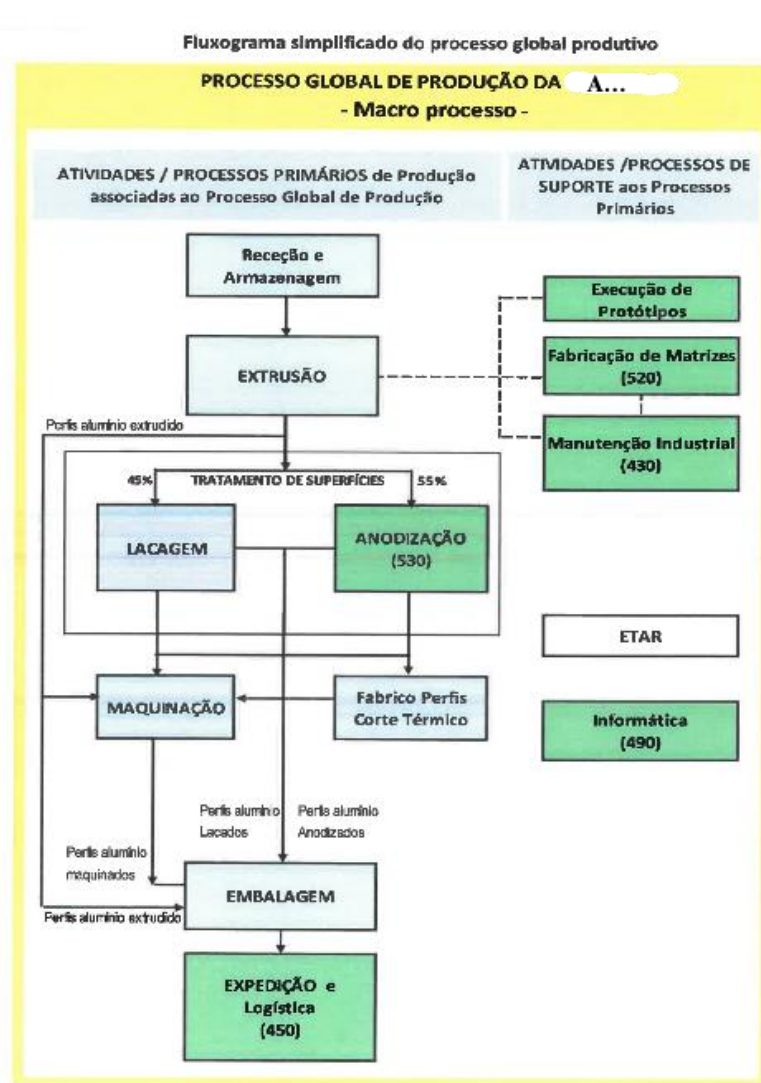 Fluxograma simplificado do processo global produtivo
PROCESSO GLOBAL DE PRODUÇÃO DA A...
- Macro processo -
ATIVIDADES / PROCESSOS PRIMÁRIOS de Produção
associadas ao Processo Global de Produção
ATIVIDADES /PROCESSOS DE
SUPORTE aos Processos
Primários
Receção e
Armazenagem
Execução de
Protótipos
EXTRUSÃO
Fabricação de Matrizes
(520)
Perfis alumínio extrudido
Manutenção Industrial
(430)
45%
TRATAMENTO DE SUPERFÍCIES
55%
LACAGEM
ANODIZAÇÃO
(530)
ETAR
MAQUINAÇÃO
Fabrico Perfis
Corte Térmico
Informática
(490)
Perfis alumínio
Lacados
Perfis alumínio
Anodizados
Perfis alumínio
maquinados
EMBALAGEM
Perfis alumínio extrudido
EXPEDIÇÃO e
Logística
(450)